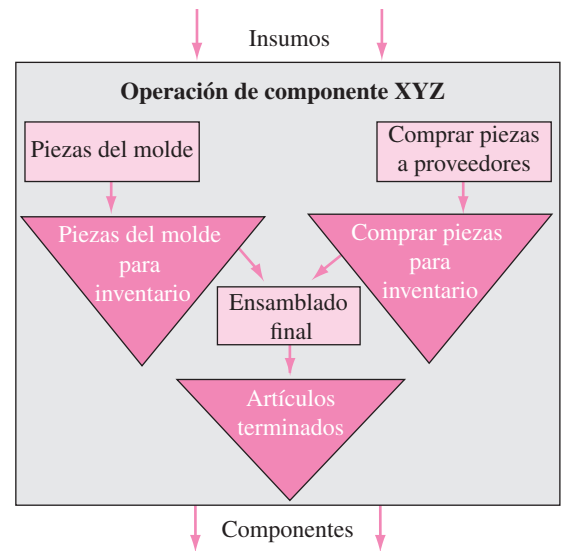 Insumos
Operación de componente XYZ
Piezas del molde
Comprar piezas
a proveedores
Piezas del molde
para
inventario
Comprar piezas
para
inventario
Ensamblado
final
Artículos
terminados
Componentes